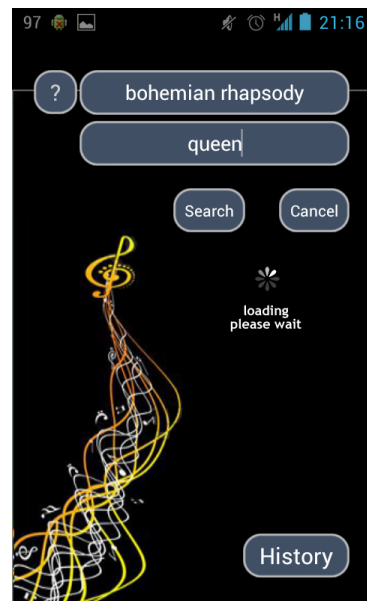 97 H 21:16
? bohemian rhapsody
queen
Search Cancel
loading
please wait
History